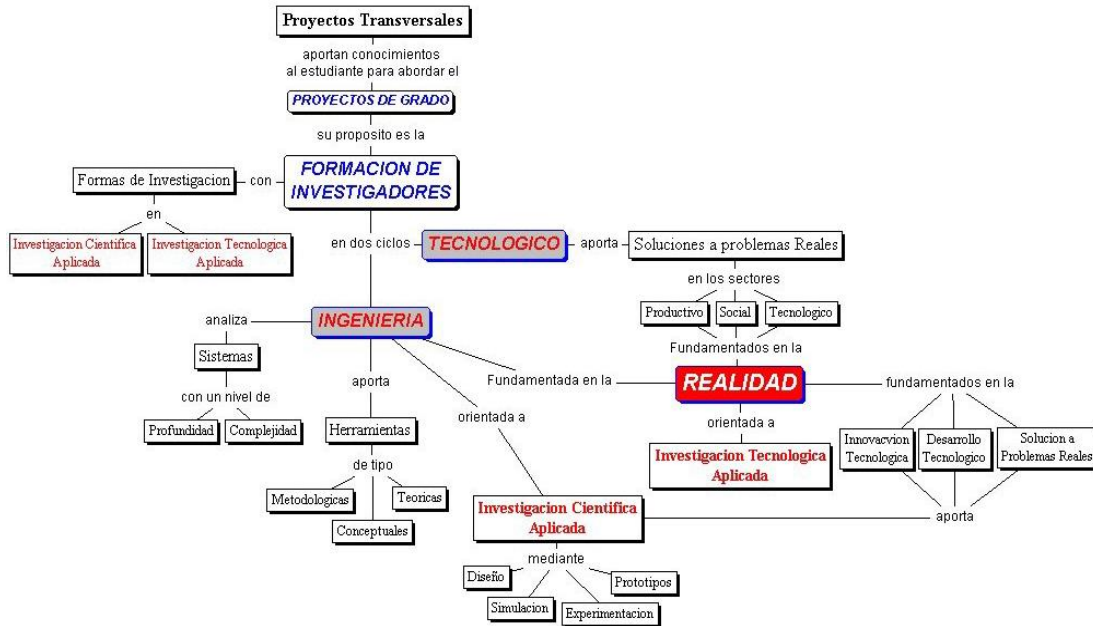 Proyectos Transversales
aportan conocimientos
al estudiante para abordar el
PROYECTOS DE GRADO
su proposito es la
FORMACION DE
INVESTIGADORES
con
Formas de Investigacion
en
Investigacion Cientifica
Aplicada
Investigacion Tecnologica
Aplicada
en dos ciclos
TECNOLOGICO
aporta
Soluciones a problemas Reales
en los sectores
Productivo
Social
Tecnologico
Fundamentados en la
INGENIERIA
analiza
Sistemas
con un nivel de
Profundidad
Complejidad
aporta
Herramientas
de tipo
Metodologicas
Conceptuales
Teoricas
orientada a
Fundamentada en la
REALIDAD
orientada a
Investigacion Tecnologica
Aplicada
fundamentados en la
Innovacvion
Tecnologica
Desarrollo
Tecnologico
Solucion a
Problemas Reales
aporta
Investigacion Cientifica
Aplicada
mediante
Diseño
Simulacion
Experimentacion
Prototipos